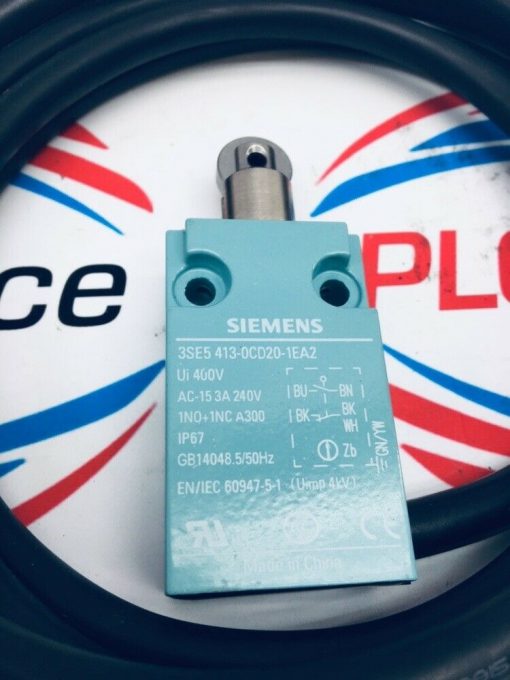 ce PLC
SIEMENS
3SE5 413-0CD20-1EA2
Ui 400V
AC-15 3A 240V
1NO+1NC A300
IP67
GB14048.5/50Hz
EN/IEC 60947-5-1 (Uimp 4kV)
BU BN
BK BK
WH
Zb
GN/YW
Made in China